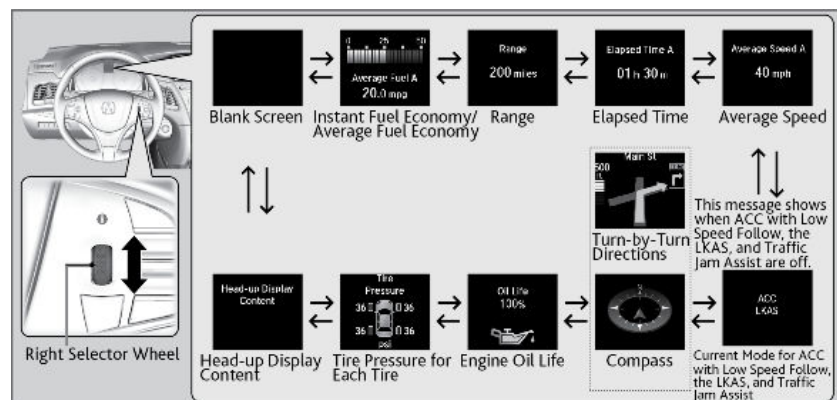 0 25 50
Average Fuel A
20.0 mpg
Range
200 miles
Elapsed Time A
01 h 30 m
Average Speed A
40 mph
Blank Screen
Instant Fuel Economy/
Average Fuel Economy
Range
Elapsed Time
Average Speed
Main St
500
ft
Turn-by-Turn
Directions
This message shows
when ACC with Low
Speed Follow, the
LKAS, and Traffic
Jam Assist are off.
Head-up Display
Content
Tire
Pressure
36 36
36 36
psi
Oil Life
100%
N
ACC
LKAS
Right Selector Wheel
Head-up Display
Content
Tire Pressure for
Each Tire
Engine Oil Life
Compass
Current Mode for ACC
with Low Speed Follow,
the LKAS, and Traffic
Jam Assist